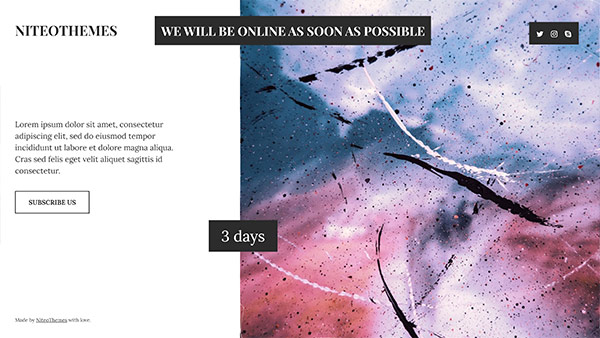 NITEOTHEMES
WE WILL BE ONLINE AS SOON AS POSSIBLE
Lorem ipsum dolor sit amet, consectetur
adipiscing elit, sed do eiusmod tempor
incididunt ut labore et dolore magna aliqua.
Cras sed felis eget velit aliquet sagittis id
consectetur.
SUBSCRIBE US
3 days
Made by NiteoThemes with love.